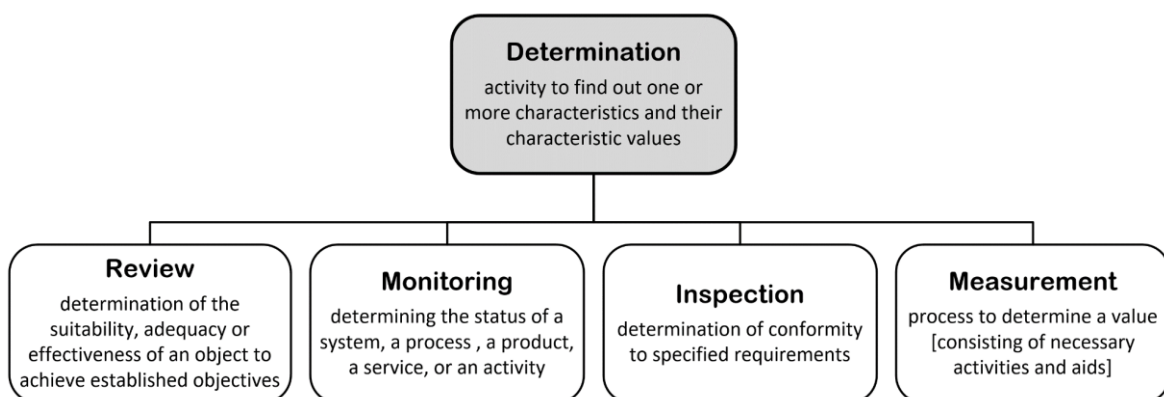 Determination
activity to find out one or
more characteristics and their
characteristic values
Review
determination of the
suitability, adequacy or
effectiveness of an object to
achieve established objectives
Monitoring
determining the status of a
system, a process , a product,
a service, or an activity
Inspection
determination of conformity
to specified requirements
Measurement
process to determine a value
[consisting of necessary
activities and aids]